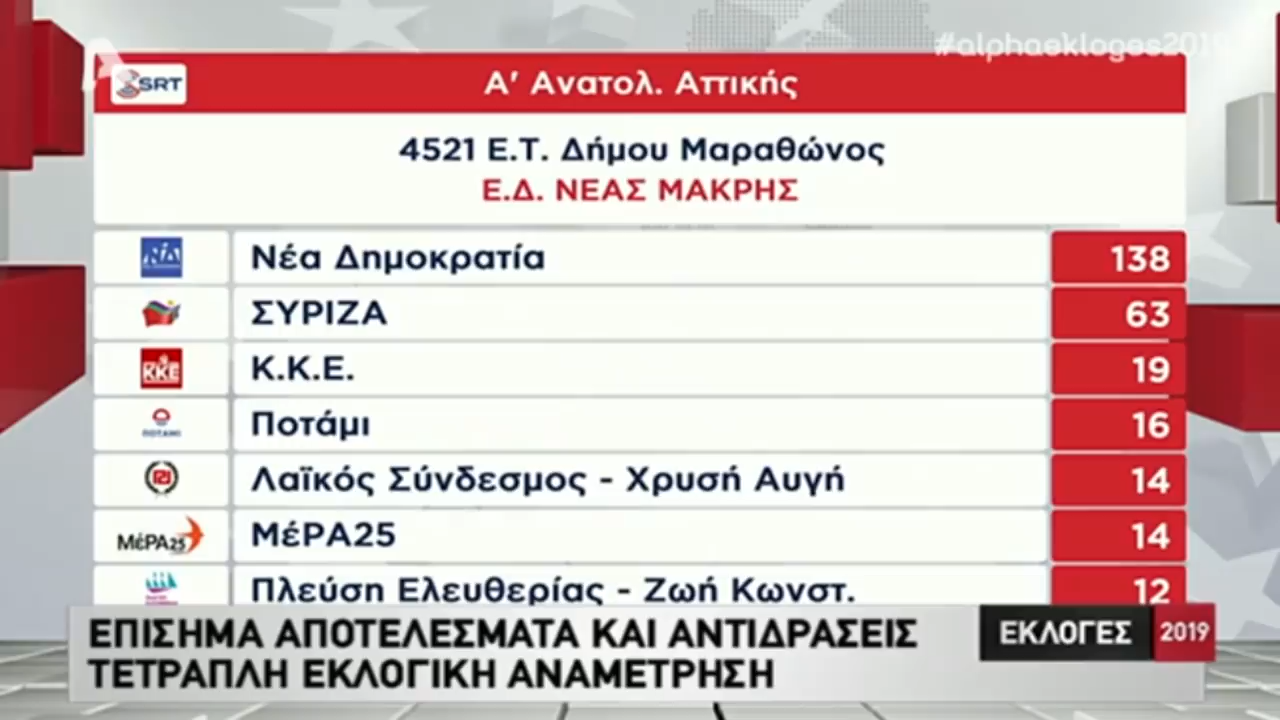 #alphaekloges2019
SRT
Α' Ανατολ. Αττικής
4521 Ε.Τ. Δήμου Μαραθώνος
Ε.Δ. ΝΕΑΣ ΜΑΚΡΗΣ
ΝΔ Νέα Δημοκρατία 138
ΣΥΡΙΖΑ 63
ΚΚΕ Κ.Κ.Ε. 19
ΠΟΤΑΜΙ Ποτάμι 16
Λαϊκός Σύνδεσμος - Χρυσή Αυγή 14
ΜέΡΑ25 ΜέΡΑ25 14
Πλεύση Ελευθερίας - Ζωή Κωνστ. 12
ΕΠΙΣΗΜΑ ΑΠΟΤΕΛΕΣΜΑΤΑ ΚΑΙ ΑΝΤΙΔΡΑΣΕΙΣ
ΕΚΛΟΓΕΣ 2019
ΤΕΤΡΑΠΛΗ ΕΚΛΟΓΙΚΗ ΑΝΑΜΕΤΡΗΣΗ